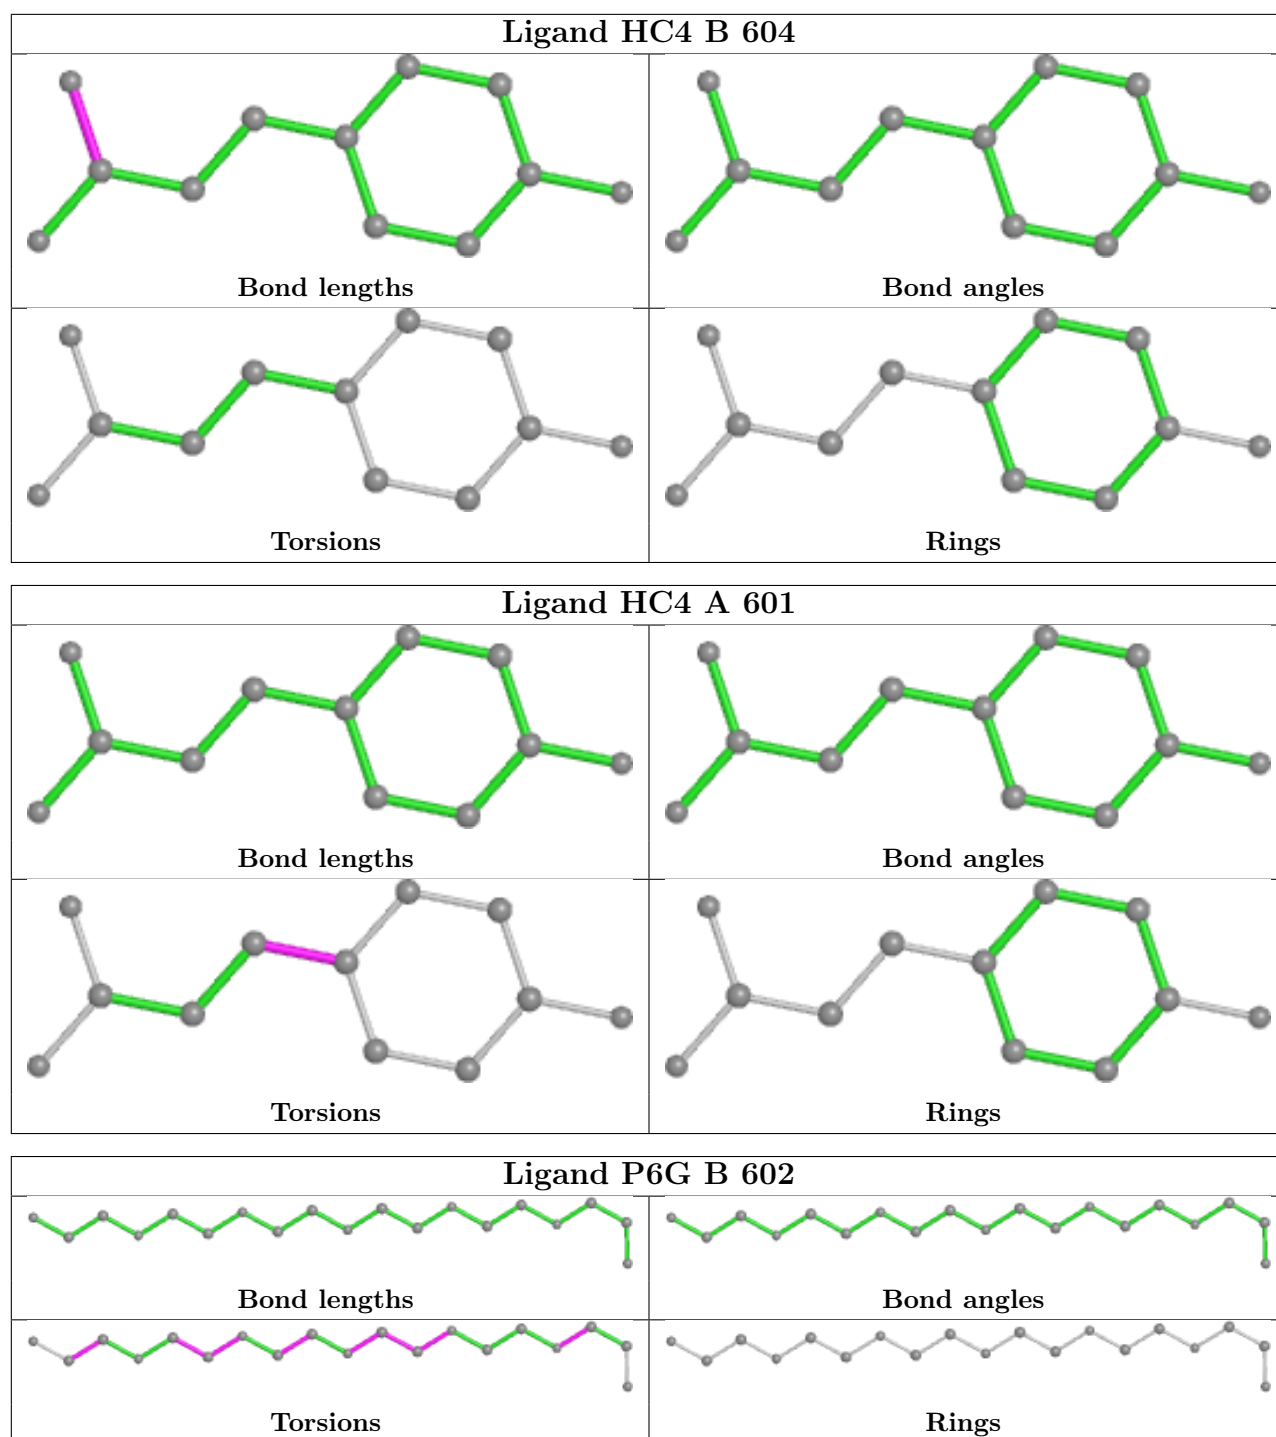 Ligand HC4 B 604
Bond lengths
Bond angles
Torsions
Rings
Ligand HC4 A 601
Bond lengths
Bond angles
Torsions
Rings
Ligand P6G B 602
Bond lengths
Bond angles
Torsions
Rings